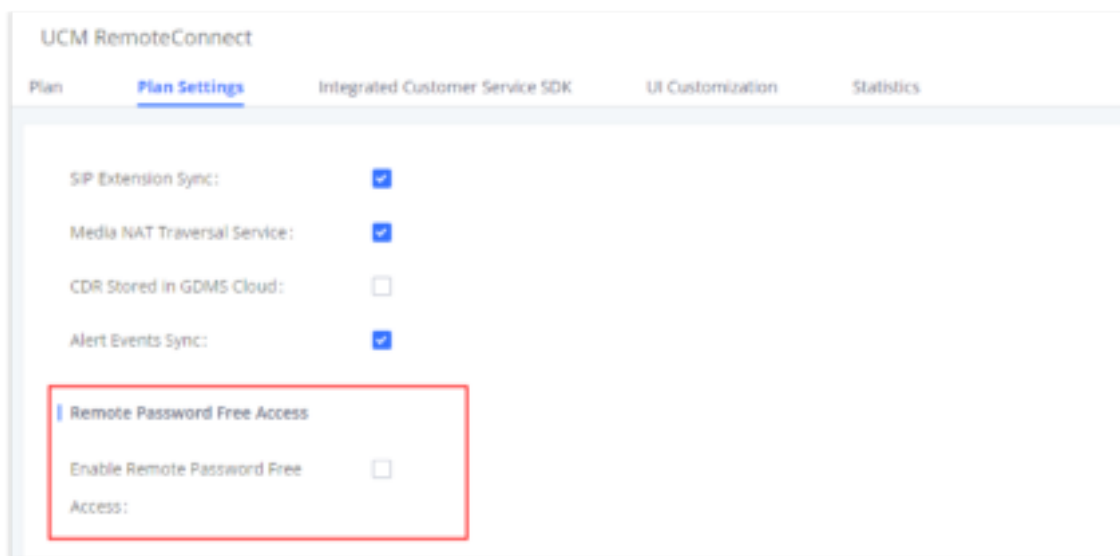 UCM RemoteConnect
Plan Plan Settings Integrated Customer Service SDK UI Customization Statistics
SIP Extension Sync:
Media NAT Traversal Service:
CDR Stored in GDMS Cloud:
Alert Events Sync:
Remote Password Free Access
Enable Remote Password Free
Access: